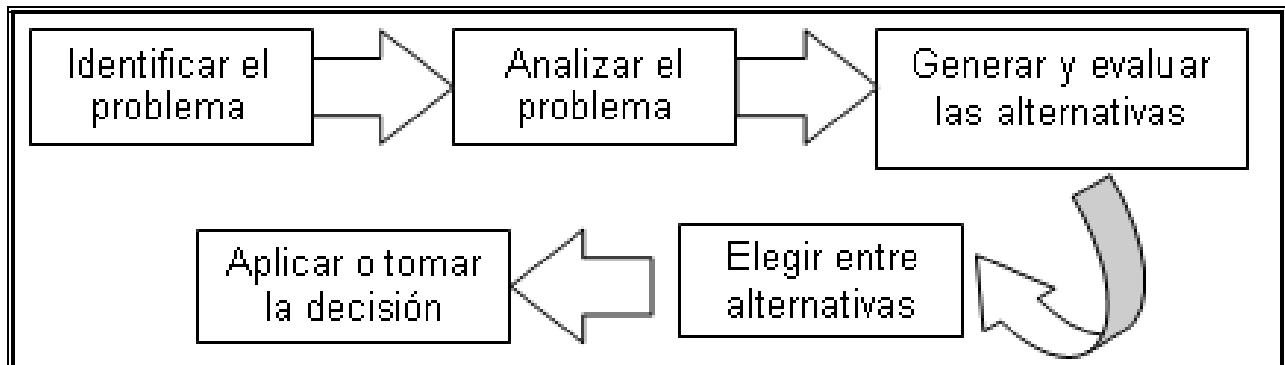 Identificar el
problema
Analizar el
problema
Generar y evaluar
las alternativas
Elegir entre
alternativas
Aplicar o tomar
la decisión